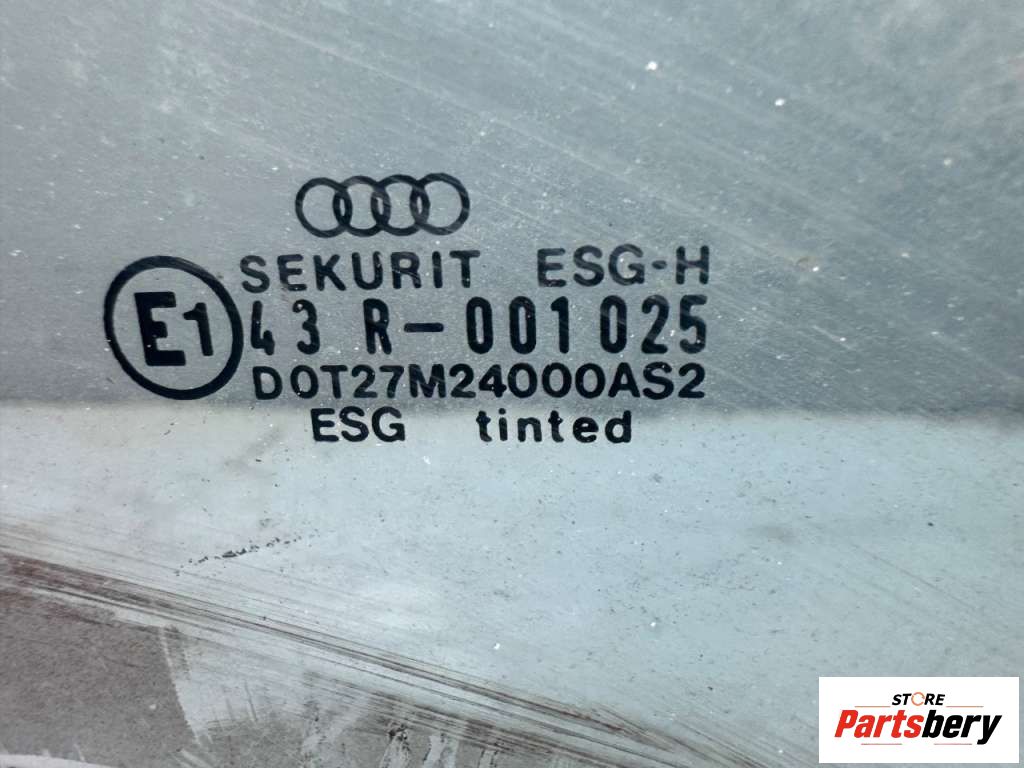 SEKURIT ESG-H
E1 43 R-001025
DOT27M24000AS2
ESG tinted
STORE
Partsbery